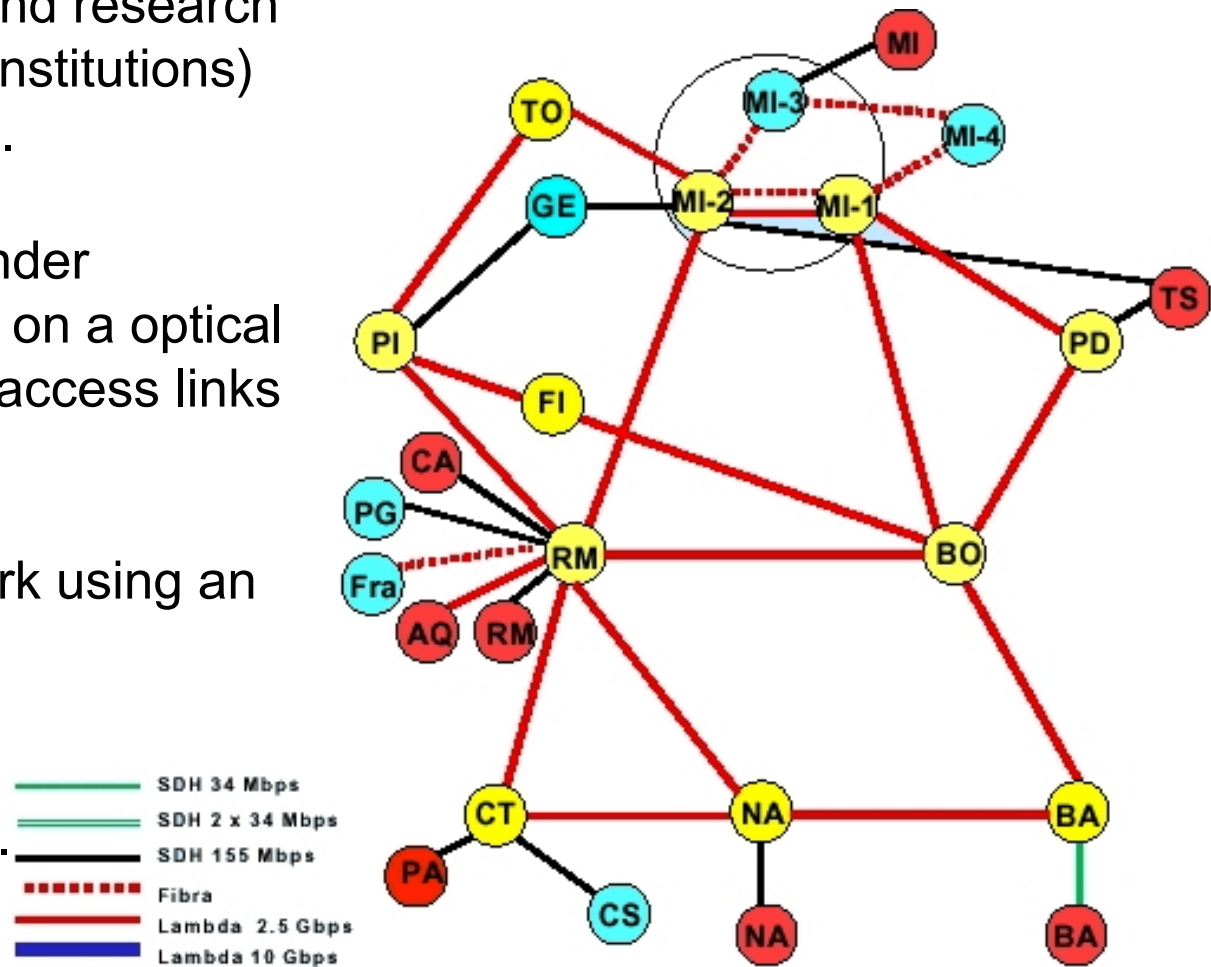 nd research
nstitutions)
.
nder
on a optical
access links
rk using an
.
MI
MI-3
TO
MI-4
GE
MI-2
MI-1
TS
PI
PD
FI
CA
PG
RM
BO
Fra
AQ
RM
CT
NA
BA
PA
CS
NA
BA
SDH 34 Mbps
SDH 2 x 34 Mbps
SDH 155 Mbps
Fibra
Lambda 2.5 Gbps
Lambda 10 Gbps